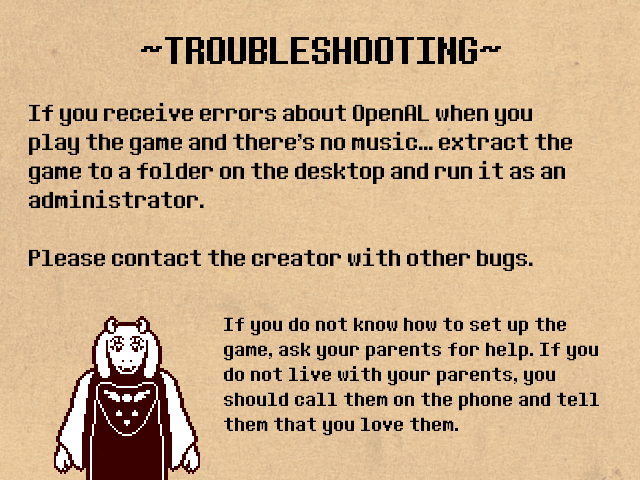 ~TROUBLESHOOTING~
If you receive errors about OpenAL when you
play the game and there's no music... extract the
game to a folder on the desktop and run it as an
administrator.
Please contact the creator with other bugs.
If you do not know how to set up the
game, ask your parents for help. If you
do not live with your parents, you
should call them on the phone and tell
them that you love them.